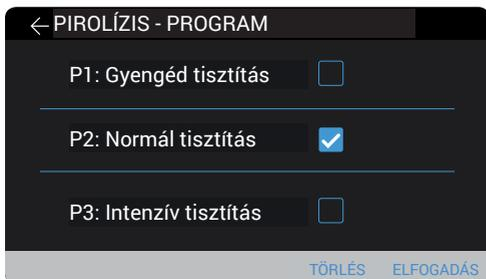 PIROLÍZIS - PROGRAM
P1: Gyengéd tisztítás
P2: Normál tisztítás
P3: Intenzív tisztítás
TÖRLÉS ELFOGADÁS